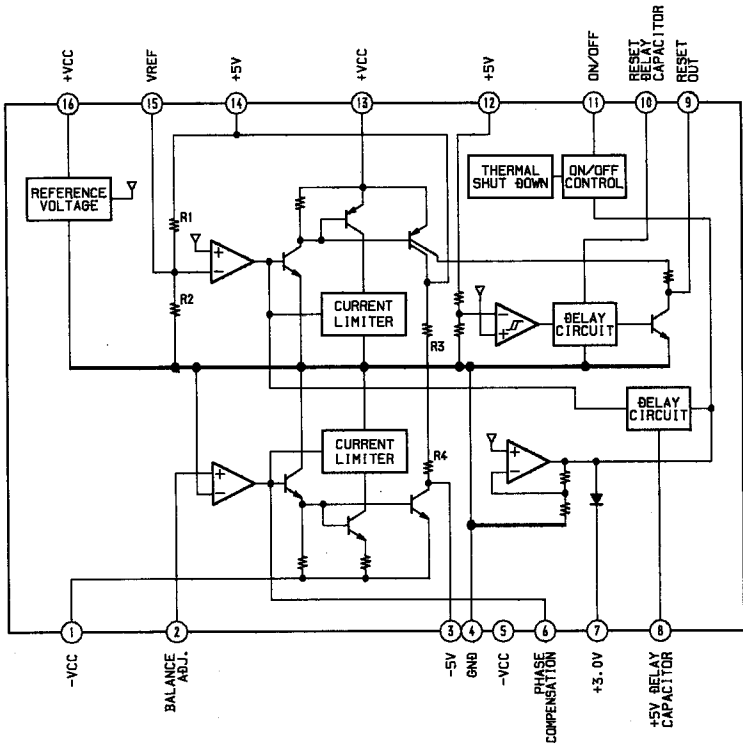 +VCC
VREF
+5V
+VCC
+5V
ON/OFF
RESET DELAY
CAPACITOR
RESET
OUT
16
15
14
13
12
11
10
9
REFERENCE
VOLTAGE
THERMAL
SHUT DOWN
ON/OFF
CONTROL
R1
+
−
R2
CURRENT
LIMITER
R3
−
+
DELAY
CIRCUIT
DELAY
CIRCUIT
CURRENT
LIMITER
R4
+
−
+
−
1
2
3
4
5
6
7
8
-VCC
BALANCE
ADJ.
-5V
GND
-VCC
PHASE
COMPENSATION
+3.0V
+5V DELAY
CAPACITOR